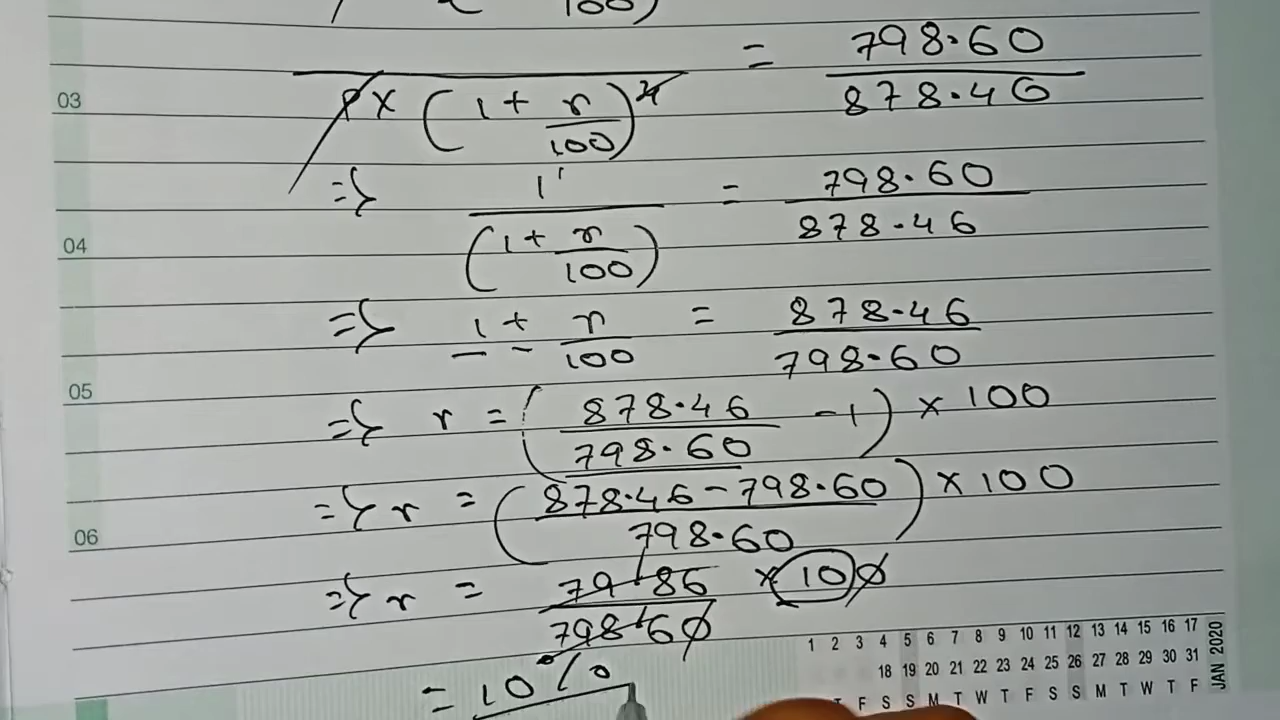 100)
= 798.60
03 P x (1 + r/100)^4 878.46
=> 1 = 798.60
04 (1 + r/100) 878.46
=> 1 + r/100 = 878.46/798.60
05 => r = (878.46/798.60 - 1) x 100
=> r = (878.46 - 798.60/798.60) x 100
06
=> r = 79.86/798.60 x 100
1 2 3 4 5 6 7 8 9 10 11 12 13 14 15 16 17
18 19 20 21 22 23 24 25 26 27 28 29 30 31
F S S M T W T F S S M T W T F
JAN 2020
= 10%